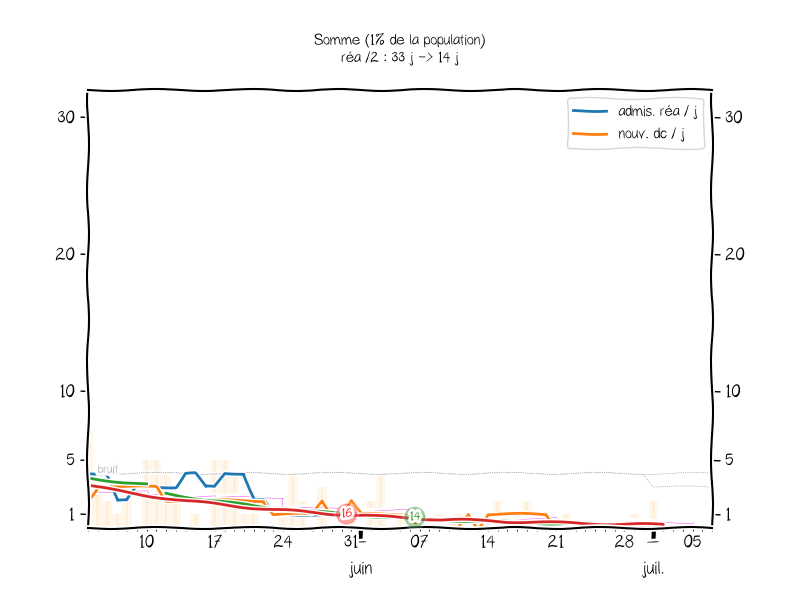 Somme (1% de la population)
réa /2 : 33 j -> 14 j
30
30
admis. réa / j
nouv. dc / j
20
20
10
10
5
bruit
5
1
16
14
1
10 17 24 31 07 14 21 28 05
juin juil.